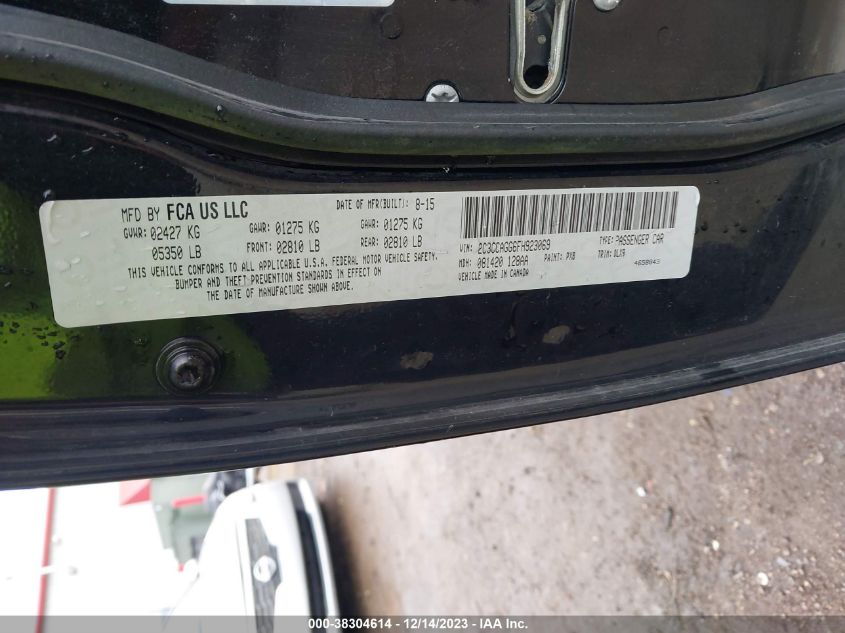 MFD BY FCA US LLC
DATE OF MFR(BUILT): 8-15
GVWR: 02427 KG
GAWR: 01275 KG
GAWR: 01275 KG
05350 LB
FRONT: 02810 LB
REAR: 02810 LB
THIS VEHICLE CONFORMS TO ALL APPLICABLE U.S.A. FEDERAL MOTOR VEHICLE SAFETY,
BUMPER AND THEFT PREVENTION STANDARDS IN EFFECT ON
THE DATE OF MANUFACTURE SHOWN ABOVE.
VIN: 2C3CCAGG6FH923069
TYPE: PASSENGER CAR
MDH: 081420 128AA
PAINT: PX8
TRIM: DLX9
VEHICLE MADE IN CANADA
4658043
000-38304614 - 12/14/2023 - IAA Inc.